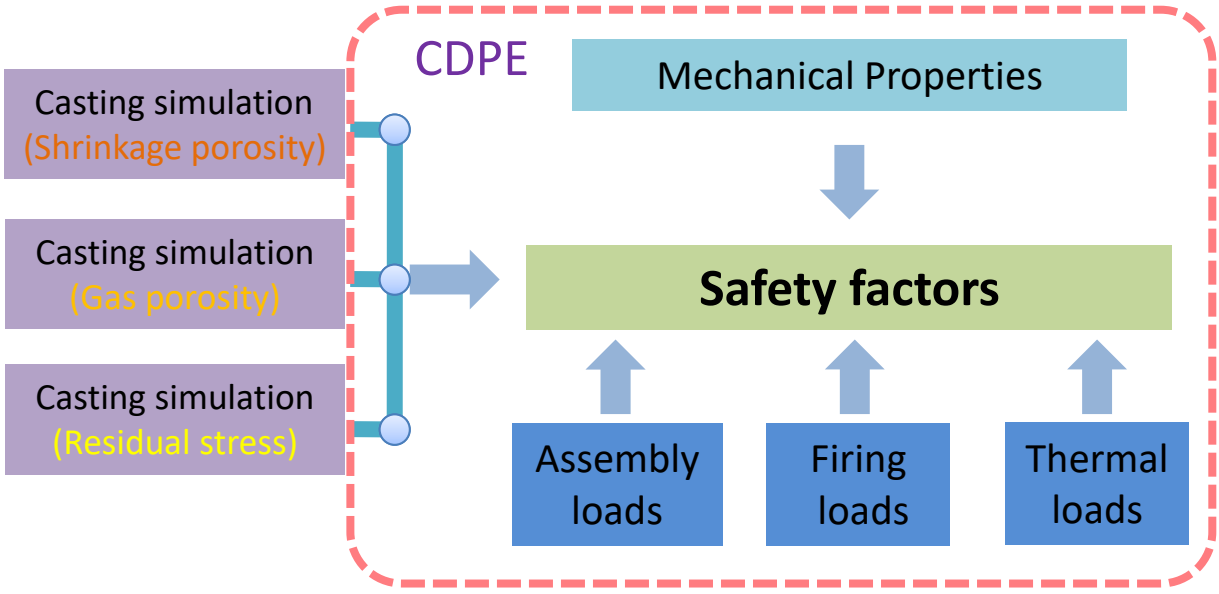 CDPE
Mechanical Properties
Casting simulation
(Shrinkage porosity)
Casting simulation
(Gas porosity)
Casting simulation
(Residual stress)
Safety factors
Assembly
loads
Firing
loads
Thermal
loads